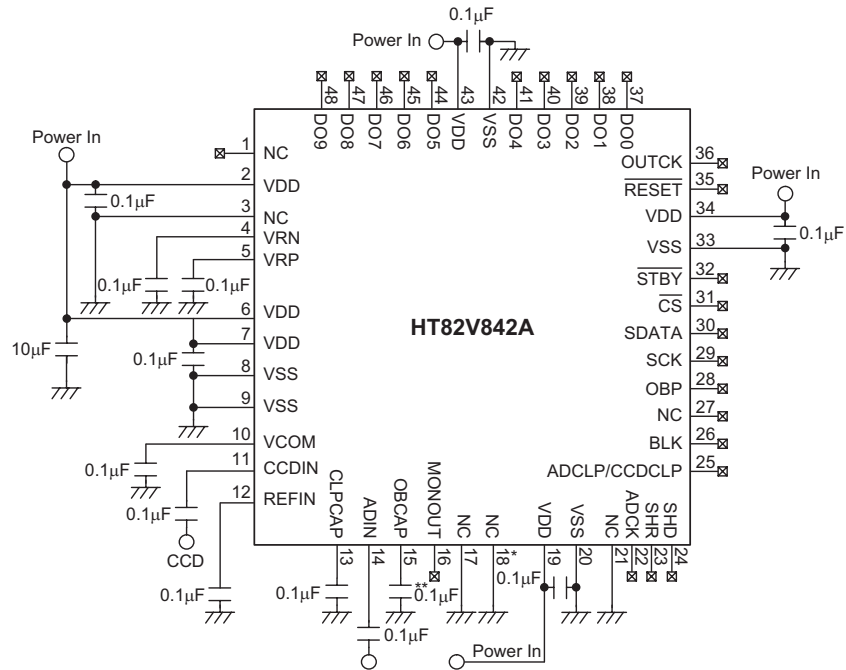 0.1µF
Power In
48 47 46 45 44 43 42 41 40 39 38 37
DO9 DO8 DO7 DO6 DO5 VDD VSS DO4 DO3 DO2 DO1 DO0
Power In
1 NC
2 VDD
0.1µF
3 NC
4 VRN
5 VRP
0.1µF 0.1µF
6 VDD
7 VDD
10µF
0.1µF
8 VSS
9 VSS
10 VCOM
0.1µF
11 CCDIN
12 REFIN
0.1µF
CCD
0.1µF
HT82V842A
OUTCK 36
RESET 35
Power In
VDD 34
0.1µF
VSS 33
STBY 32
CS 31
SDATA 30
SCK 29
OBP 28
NC 27
BLK 26
ADCLP/CCDCLP 25
CLPCAP ADIN OBCAP MONOUT NC NC VDD VSS NC ADCK SHR SHD
13 14 15 16 17 18* 19 20 21 22 23 24
0.1µF
**
0.1µF
0.1µF
0.1µF
Power In